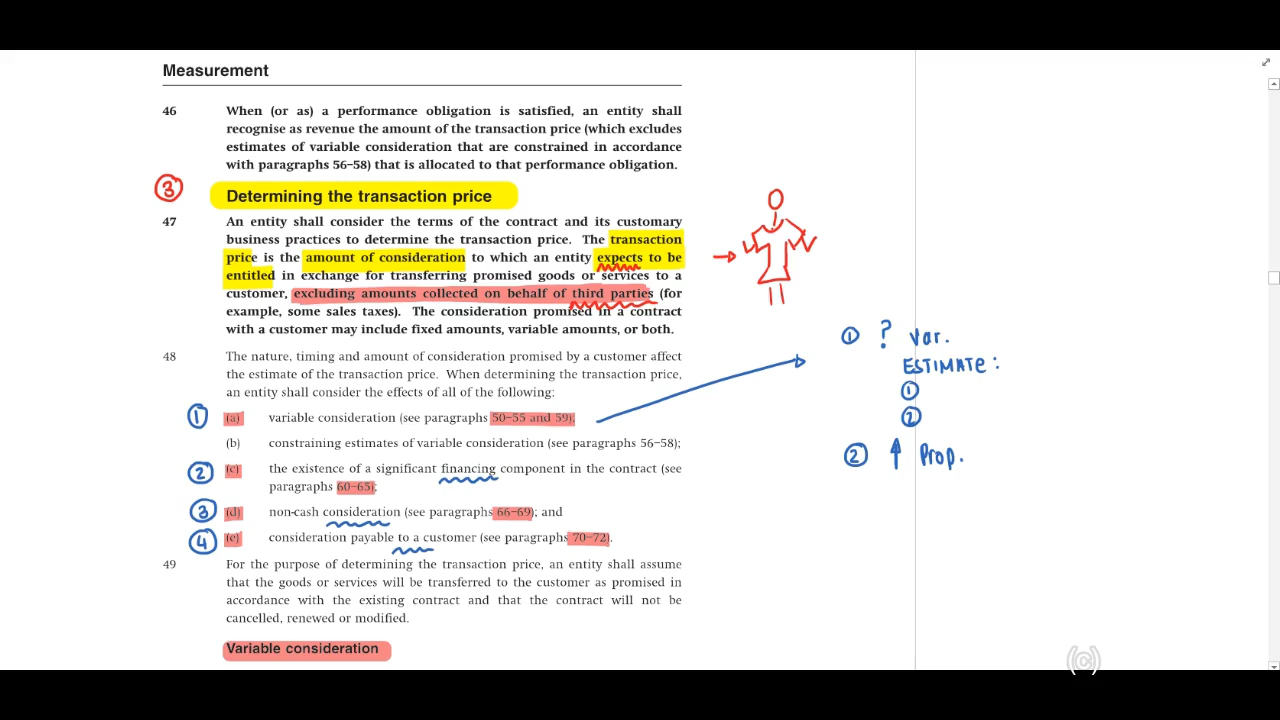 Measurement
46 When (or as) a performance obligation is satisfied, an entity shall
recognise as revenue the amount of the transaction price (which excludes
estimates of variable consideration that are constrained in accordance
with paragraphs 56–58) that is allocated to that performance obligation.
3 Determining the transaction price
47 An entity shall consider the terms of the contract and its customary
business practices to determine the transaction price. The transaction
price is the amount of consideration to which an entity expects to be
entitled in exchange for transferring promised goods or services to a
customer, excluding amounts collected on behalf of third parties (for
example, some sales taxes). The consideration promised in a contract
with a customer may include fixed amounts, variable amounts, or both.
48 The nature, timing and amount of consideration promised by a customer affect
the estimate of the transaction price. When determining the transaction price,
an entity shall consider the effects of all of the following:
1 (a) variable consideration (see paragraphs 50–55 and 59);
(b) constraining estimates of variable consideration (see paragraphs 56–58);
2 (c) the existence of a significant financing component in the contract (see
paragraphs 60–65);
3 (d) non-cash consideration (see paragraphs 66–69); and
4 (e) consideration payable to a customer (see paragraphs 70–72).
49 For the purpose of determining the transaction price, an entity shall assume
that the goods or services will be transferred to the customer as promised in
accordance with the existing contract and that the contract will not be
cancelled, renewed or modified.
Variable consideration
1 ? Var.
ESTIMATE:
1
2
2 ↑ Prop.
(c)